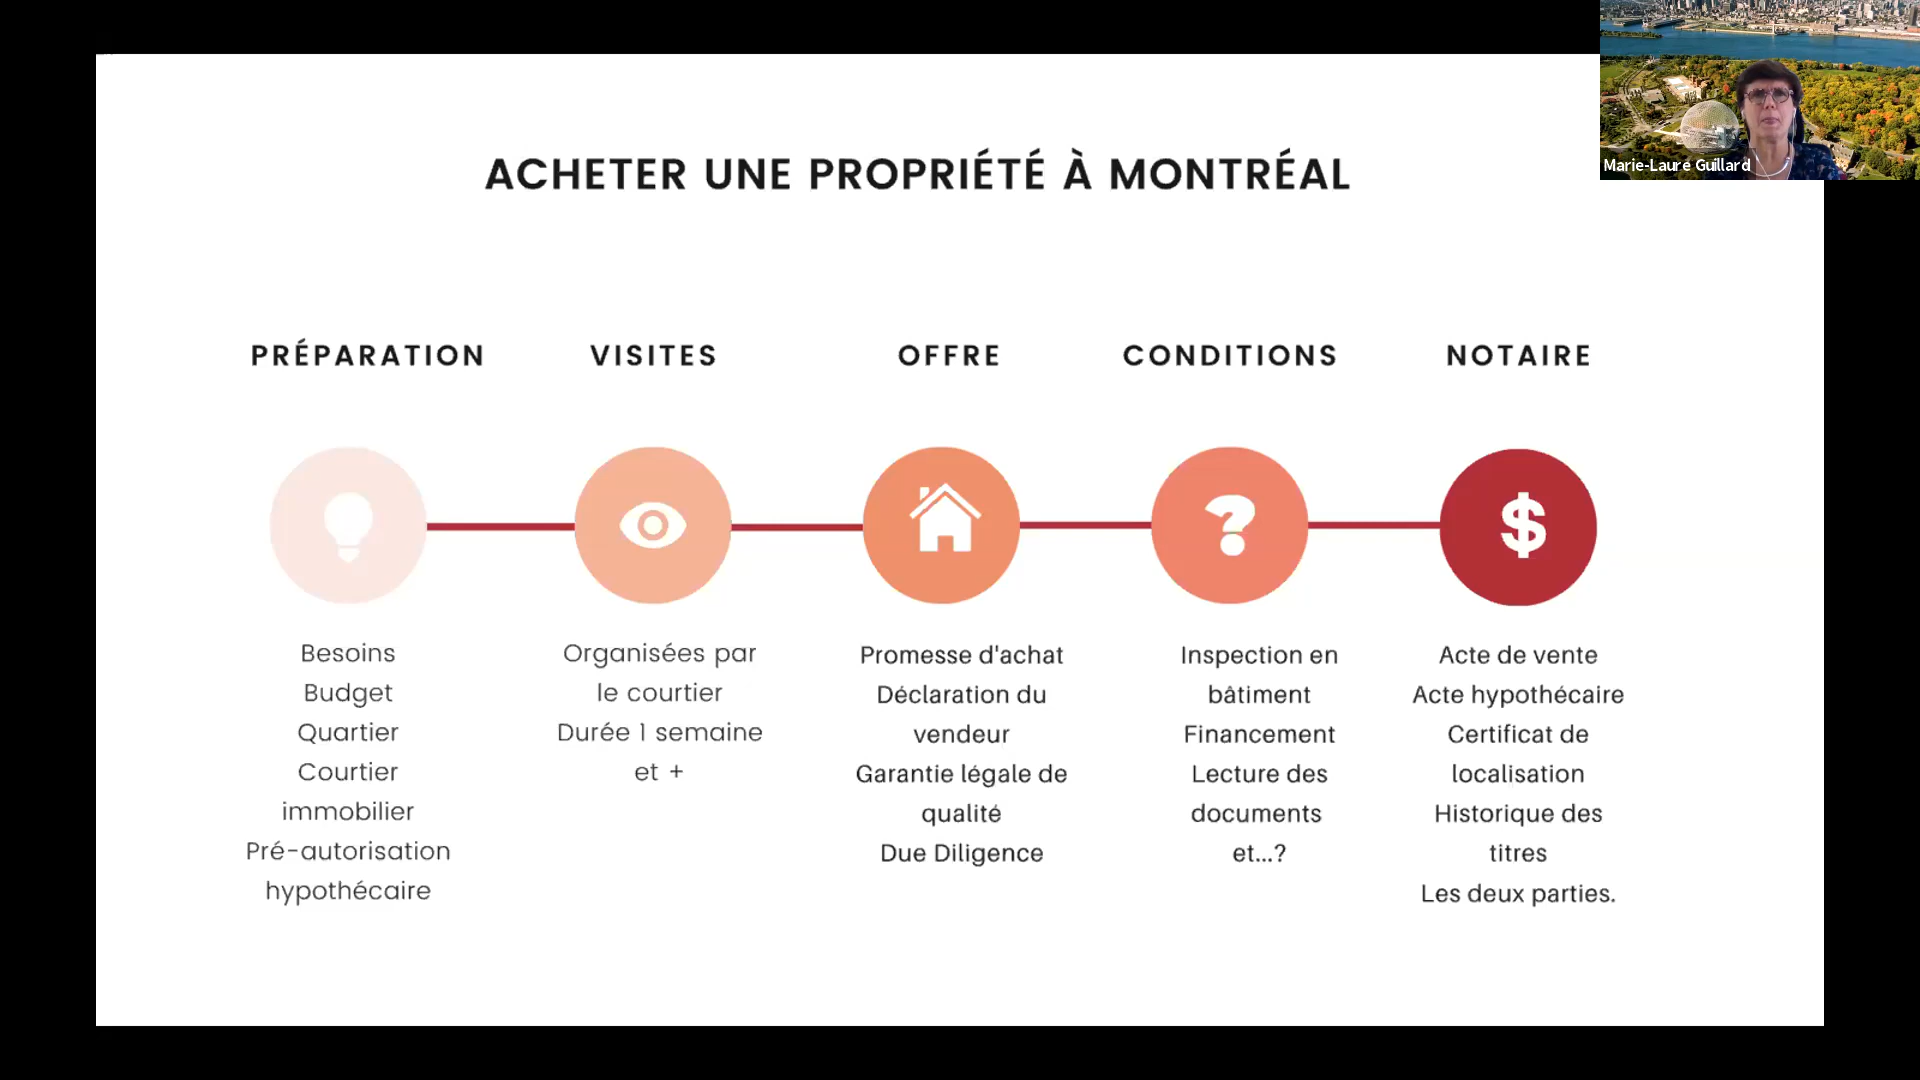 Marie-Laure Guillard
ACHETER UNE PROPRIÉTÉ À MONTRÉAL
PRÉPARATION
Besoins
Budget
Quartier
Courtier
immobilier
Pré-autorisation
hypothécaire
VISITES
Organisées par
le courtier
Durée 1 semaine
et +
OFFRE
Promesse d'achat
Déclaration du
vendeur
Garantie légale de
qualité
Due Diligence
CONDITIONS
?
Inspection en
bâtiment
Financement
Lecture des
documents
et...?
NOTAIRE
$
Acte de vente
Acte hypothécaire
Certificat de
localisation
Historique des
titres
Les deux parties.